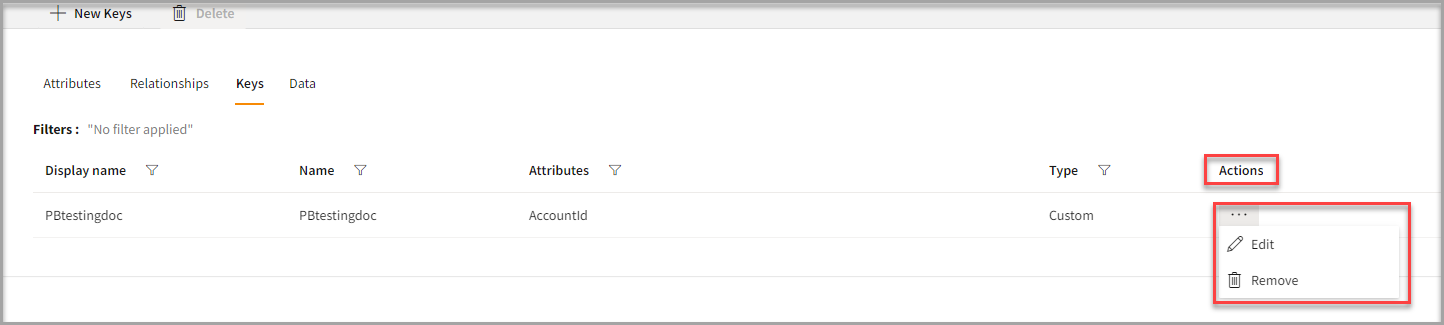 New Keys Delete
Attributes Relationships Keys Data
Filters : "No filter applied"
Display name Name Attributes Type Actions
PBtestingdoc PBtestingdoc AccountId Custom ...
Edit
Remove